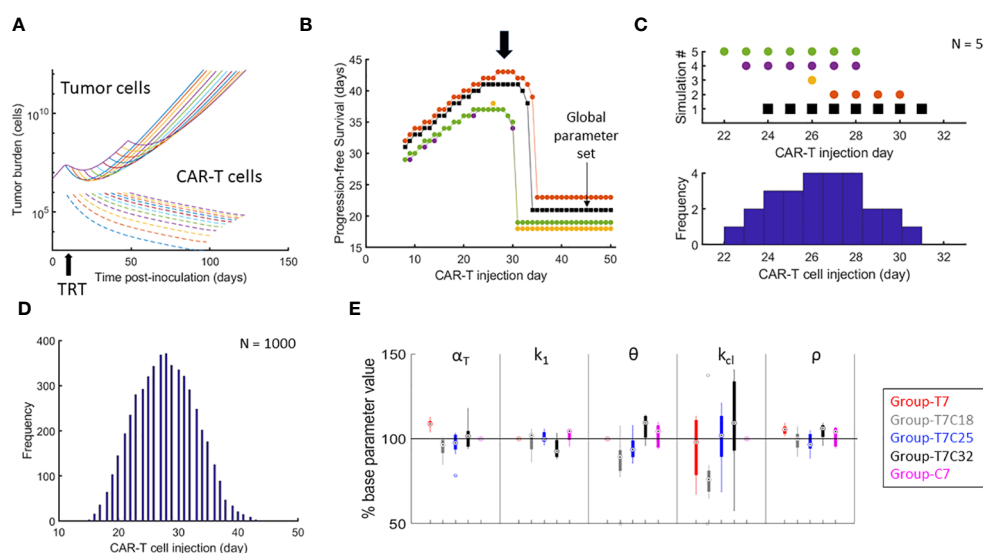 A
Tumor cells
CAR-T cells
Tumor burden (cells)
10^10
10^5
0 50 100 150
Time post-inoculation (days)
TRT
B
Progression-free Survival (days)
45
40
35
30
25
20
15
0 10 20 30 40 50
CAR-T injection day
Global
parameter
set
C
N = 5
Simulation #
5
4
3
2
1
22 24 26 28 30 32
CAR-T injection day
Frequency
4
2
0
22 24 26 28 30 32
CAR-T cell injection (day)
D
N = 1000
Frequency
400
300
200
100
0
10 20 30 40 50
CAR-T cell injection (day)
E
% base parameter value
150
100
50
α_T k_1 θ k_cl ρ
Group-T7
Group-T7C18
Group-T7C25
Group-T7C32
Group-C7